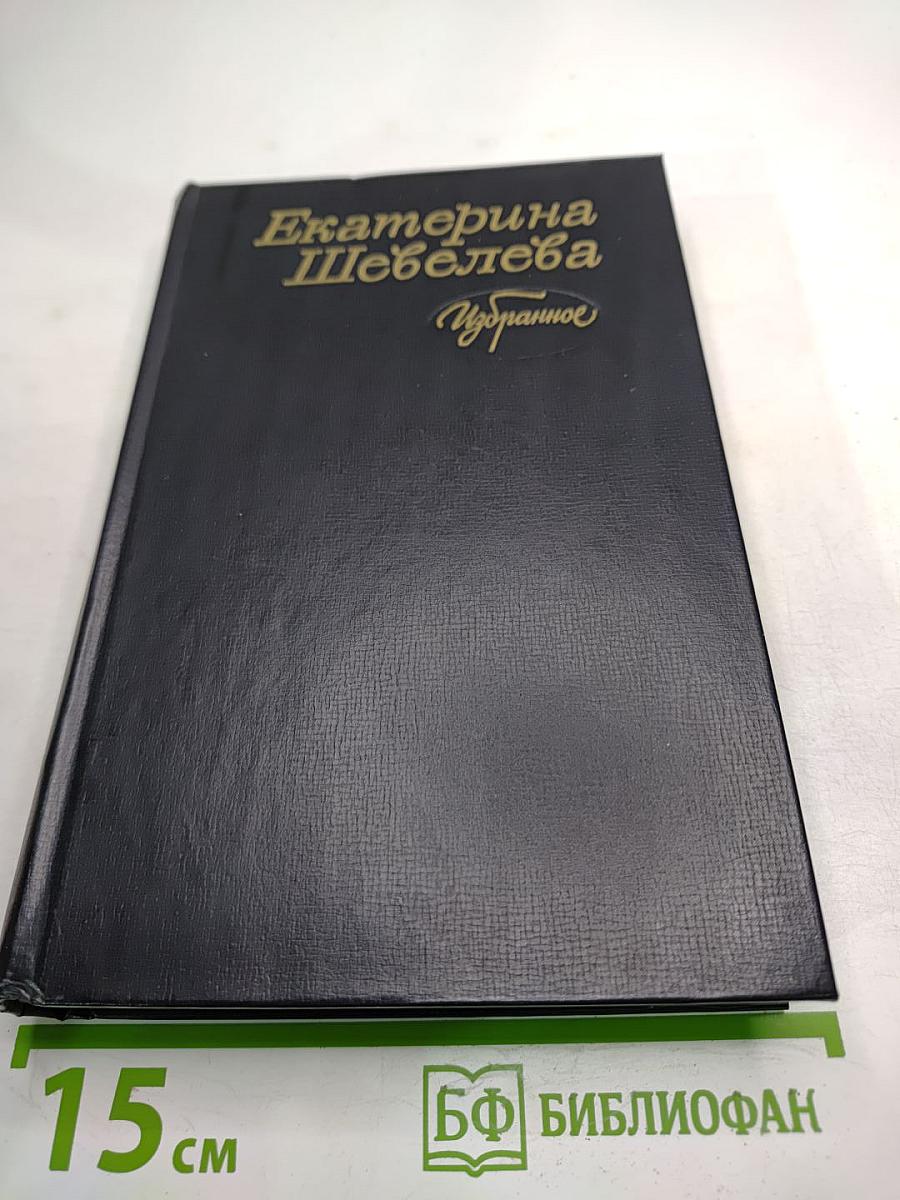 Екатерина
Шевелева
Избранное
15 см
БФ БИБЛИОФАН